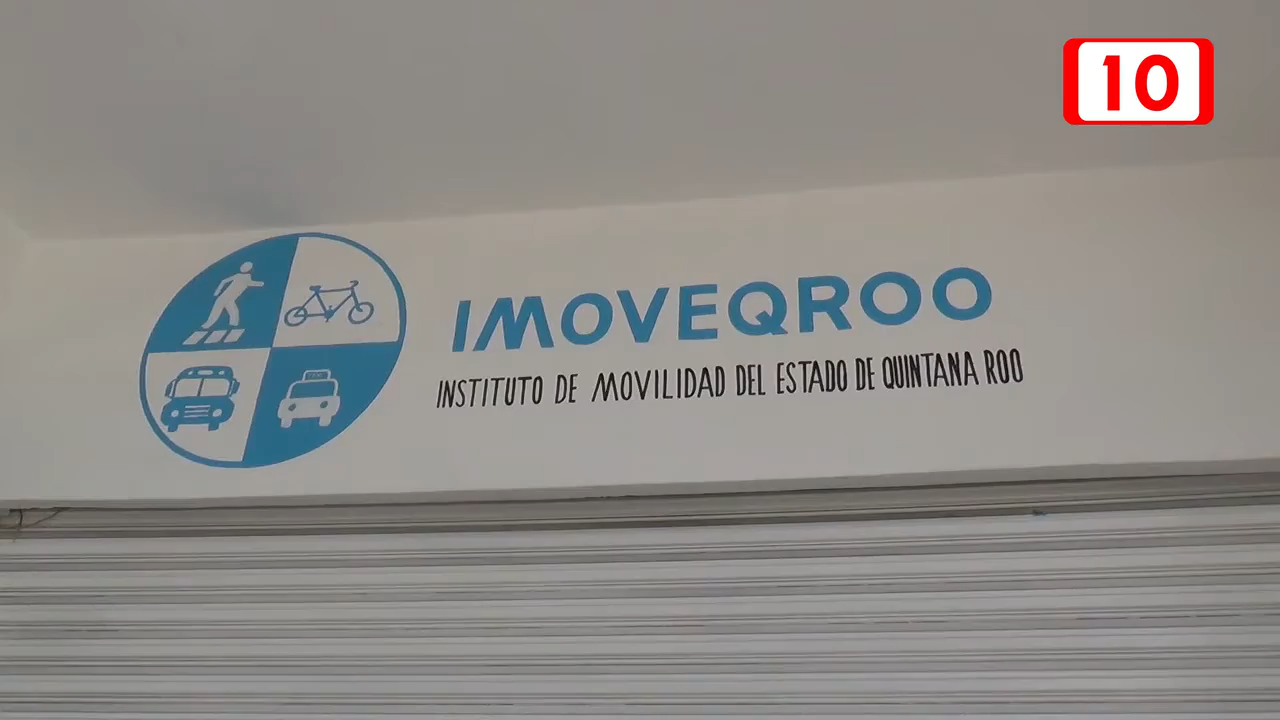 10
IMOVEQROO
INSTITUTO DE MOVILIDAD DEL ESTADO DE QUINTANA ROO